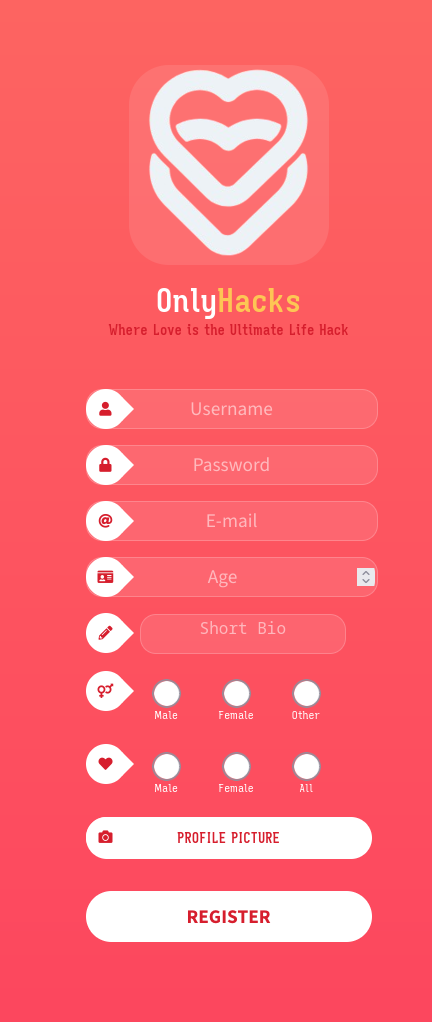 OnlyHacks
Where Love is the Ultimate Life Hack
Username
Password
E-mail
Age
Short Bio
Male Female Other
Male Female All
PROFILE PICTURE
REGISTER